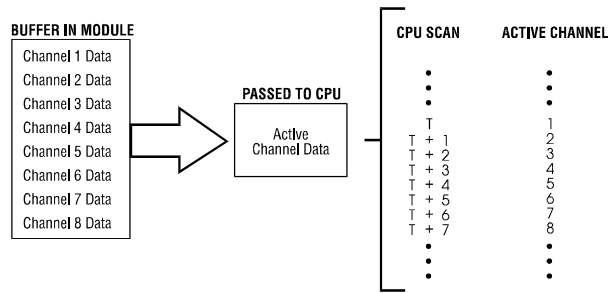 BUFFER IN MODULE
Channel 1 Data
Channel 2 Data
Channel 3 Data
Channel 4 Data
Channel 5 Data
Channel 6 Data
Channel 7 Data
Channel 8 Data
PASSED TO CPU
Active
Channel Data
CPU SCAN ACTIVE CHANNEL
• •
• •
• •
T 1
T + 1 2
T + 2 3
T + 3 4
T + 4 5
T + 5 6
T + 6 7
T + 7 8
• •
• •
• •